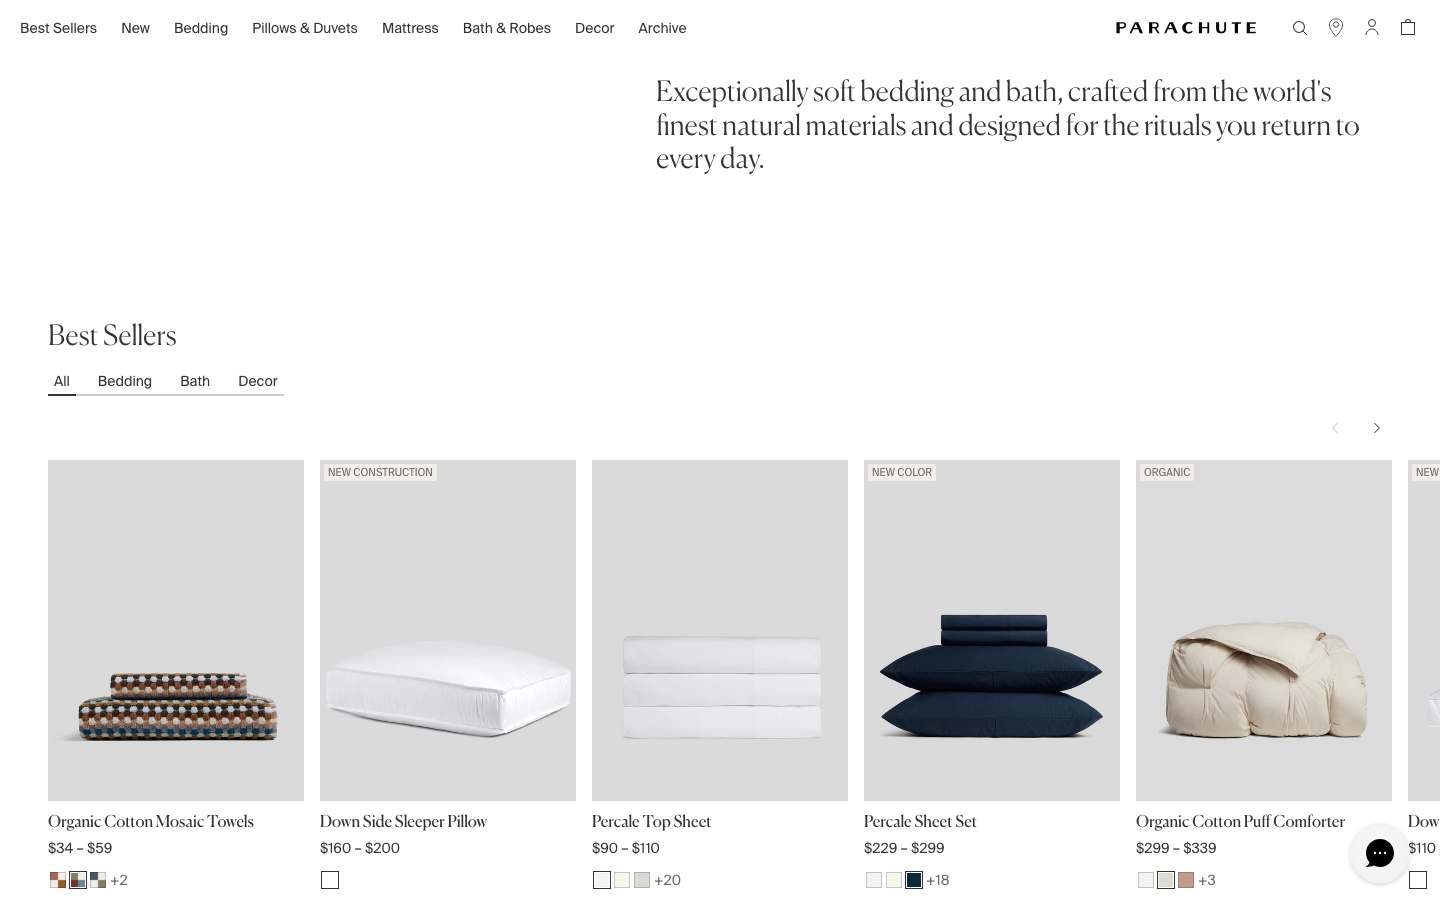 Best Sellers New Bedding Pillows & Duvets Mattress Bath & Robes Decor Archive PARACHUTE
Exceptionally soft bedding and bath, crafted from the world's
finest natural materials and designed for the rituals you return to
every day.
Best Sellers
All Bedding Bath Decor
NEW CONSTRUCTION NEW COLOR ORGANIC NEW
Organic Cotton Mosaic Towels
$34 – $59
+2
Down Side Sleeper Pillow
$160 – $200
Percale Top Sheet
$90 – $110
+20
Percale Sheet Set
$229 – $299
+18
Organic Cotton Puff Comforter
$299 – $339
+3
Dow
$110